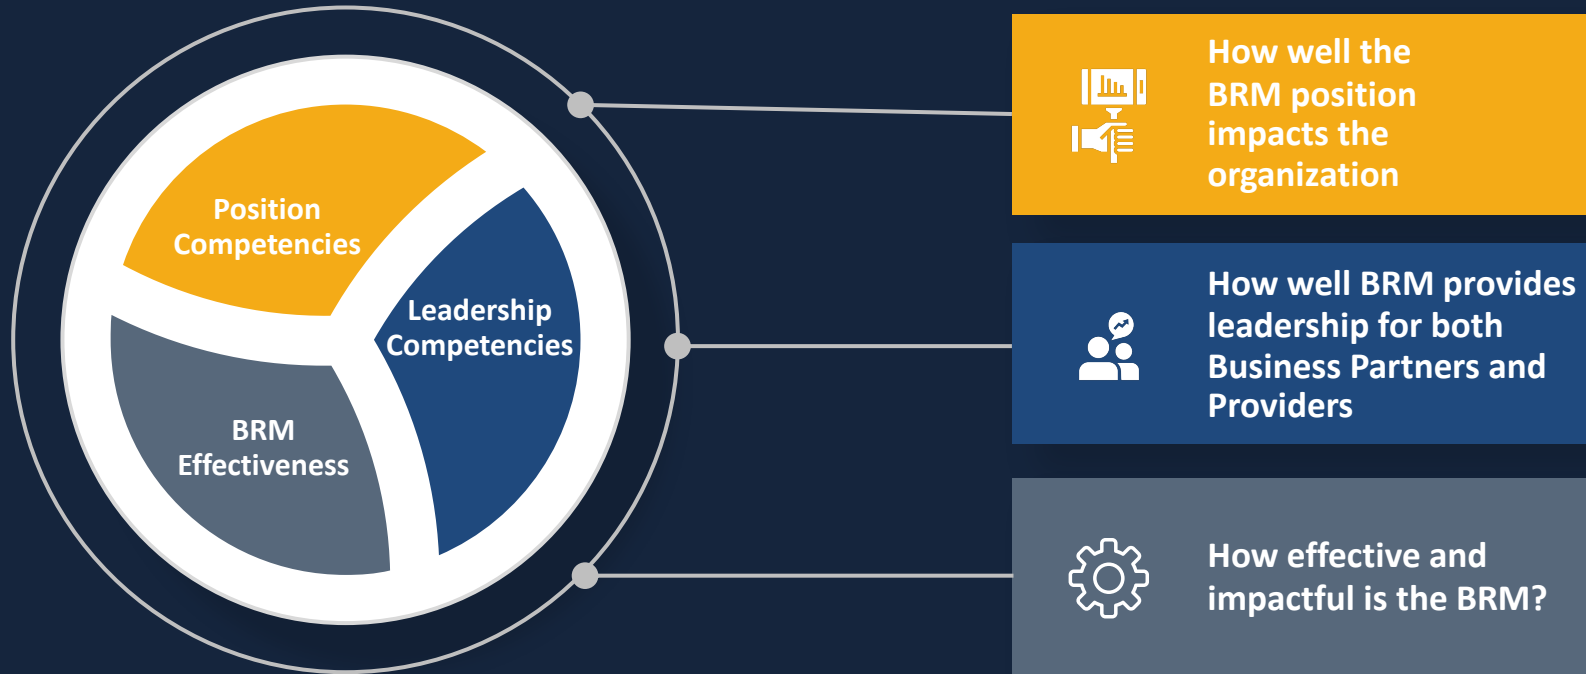 Position
Competencies
Leadership
Competencies
BRM
Effectiveness
How well the
BRM position
impacts the
organization
How well BRM provides
leadership for both
Business Partners and
Providers
How effective and
impactful is the BRM?